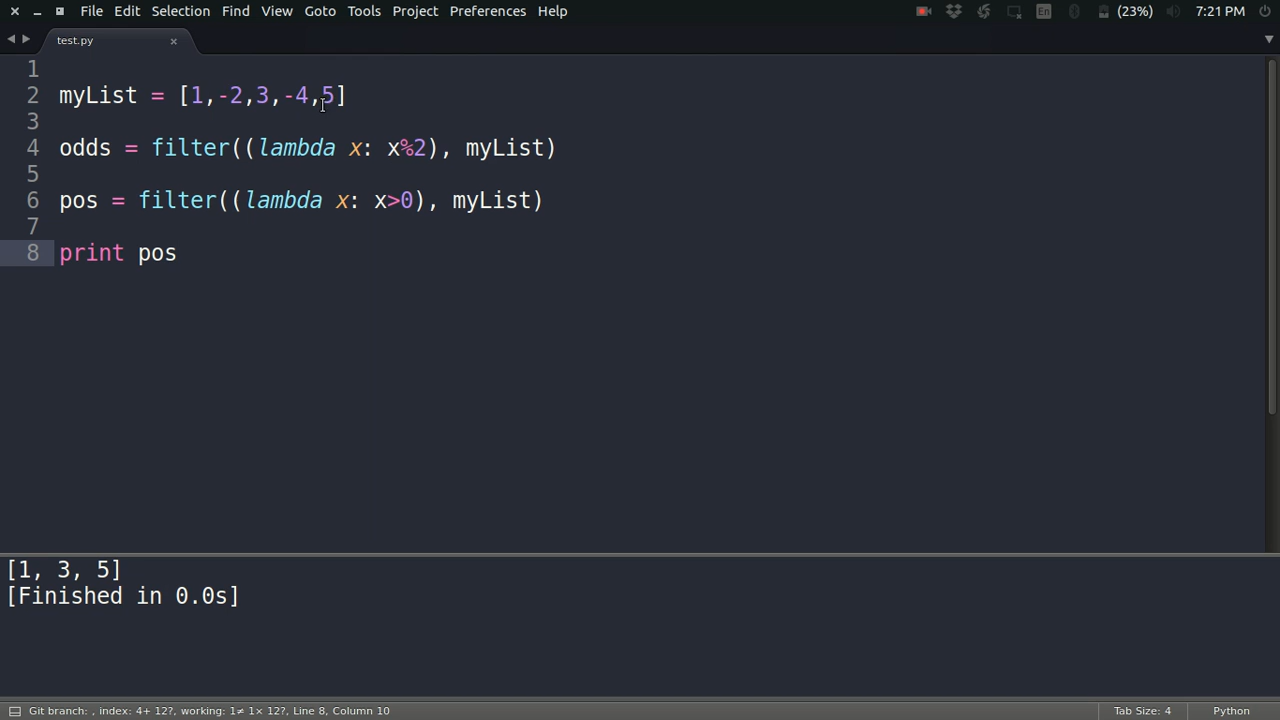 File Edit Selection Find View Goto Tools Project Preferences Help En (23%) 7:21 PM
test.py
1
2 myList = [1,-2,3,-4,5]
3
4 odds = filter((lambda x: x%2), myList)
5
6 pos = filter((lambda x: x>0), myList)
7
8 print pos
[1, 3, 5]
[Finished in 0.0s]
Git branch: , index: 4+ 12?, working: 1≠ 1× 12?, Line 8, Column 10 Tab Size: 4 Python